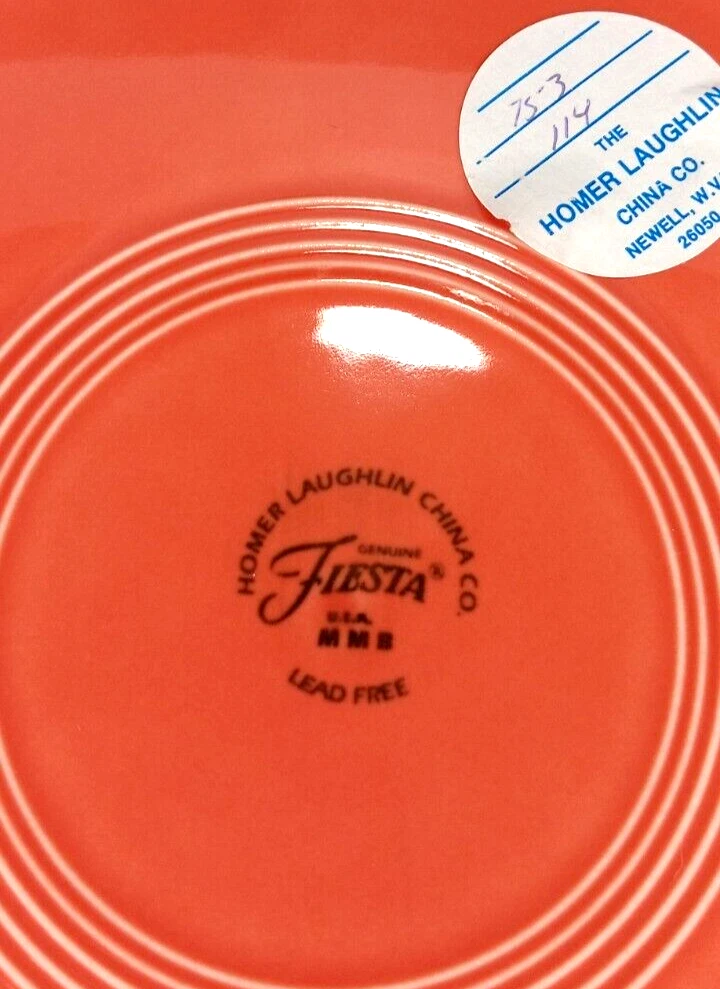 75-3
114
THE
HOMER LAUGHLIN
CHINA CO.
NEWELL, W.VA
26050
HOMER LAUGHLIN CHINA CO.
GENUINE
FIESTA®
U.S.A.
MMB
LEAD FREE